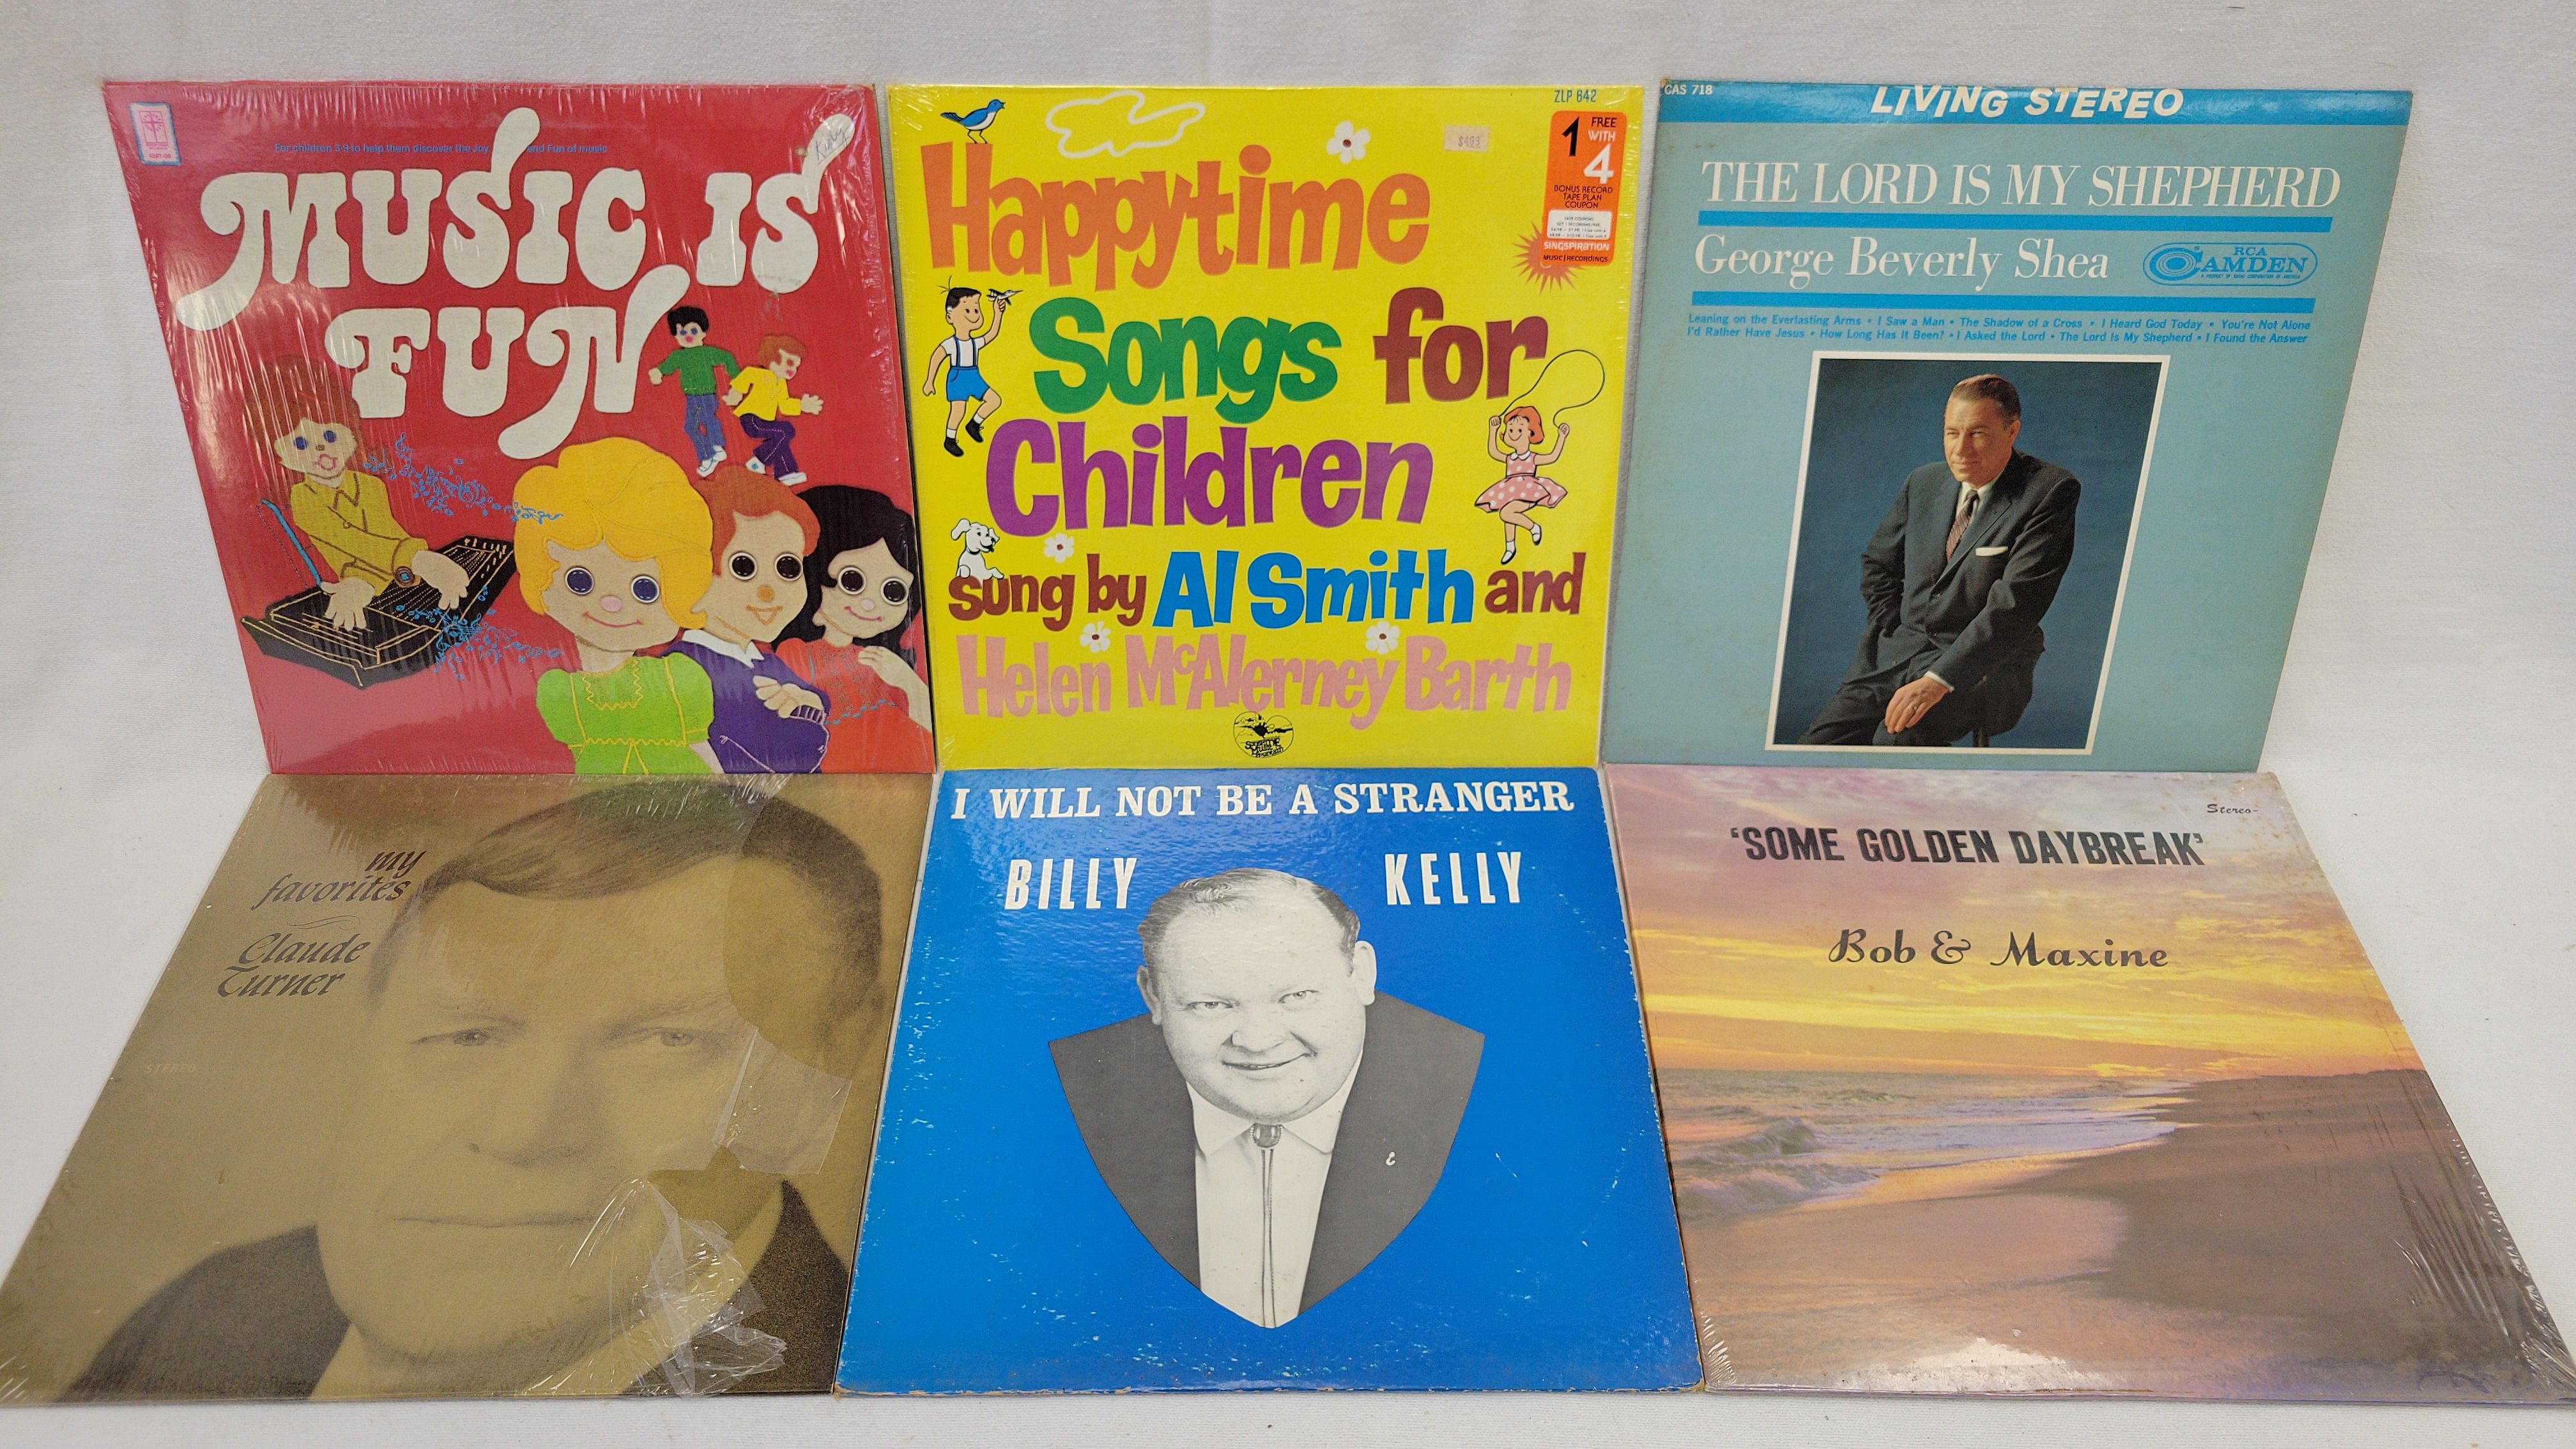 For children 3-9 to help them discover the Joy and Fun of music
MUSIC IS
FUN
ZLP 842
$4.98
1 FREE
WITH
4
BONUS RECORD
TAPE PLAN
COUPON
SINGSPIRATION
MUSIC | RECORDINGS
Happytime
Songs for
Children
sung by Al Smith and
Helen McAlerney Barth
CAS 718
LIVING STEREO
THE LORD IS MY SHEPHERD
George Beverly Shea
RCA
CAMDEN
Leaning on the Everlasting Arms • I Saw a Man • The Shadow of a Cross • I Heard God Today • You're Not Alone
I'd Rather Have Jesus • How Long Has It Been? • I Asked the Lord • The Lord Is My Shepherd • I Found the Answer
my
favorites
Claude
Turner
STEREO
I WILL NOT BE A STRANGER
BILLY KELLY
Stereo-
'SOME GOLDEN DAYBREAK'
Bob & Maxine